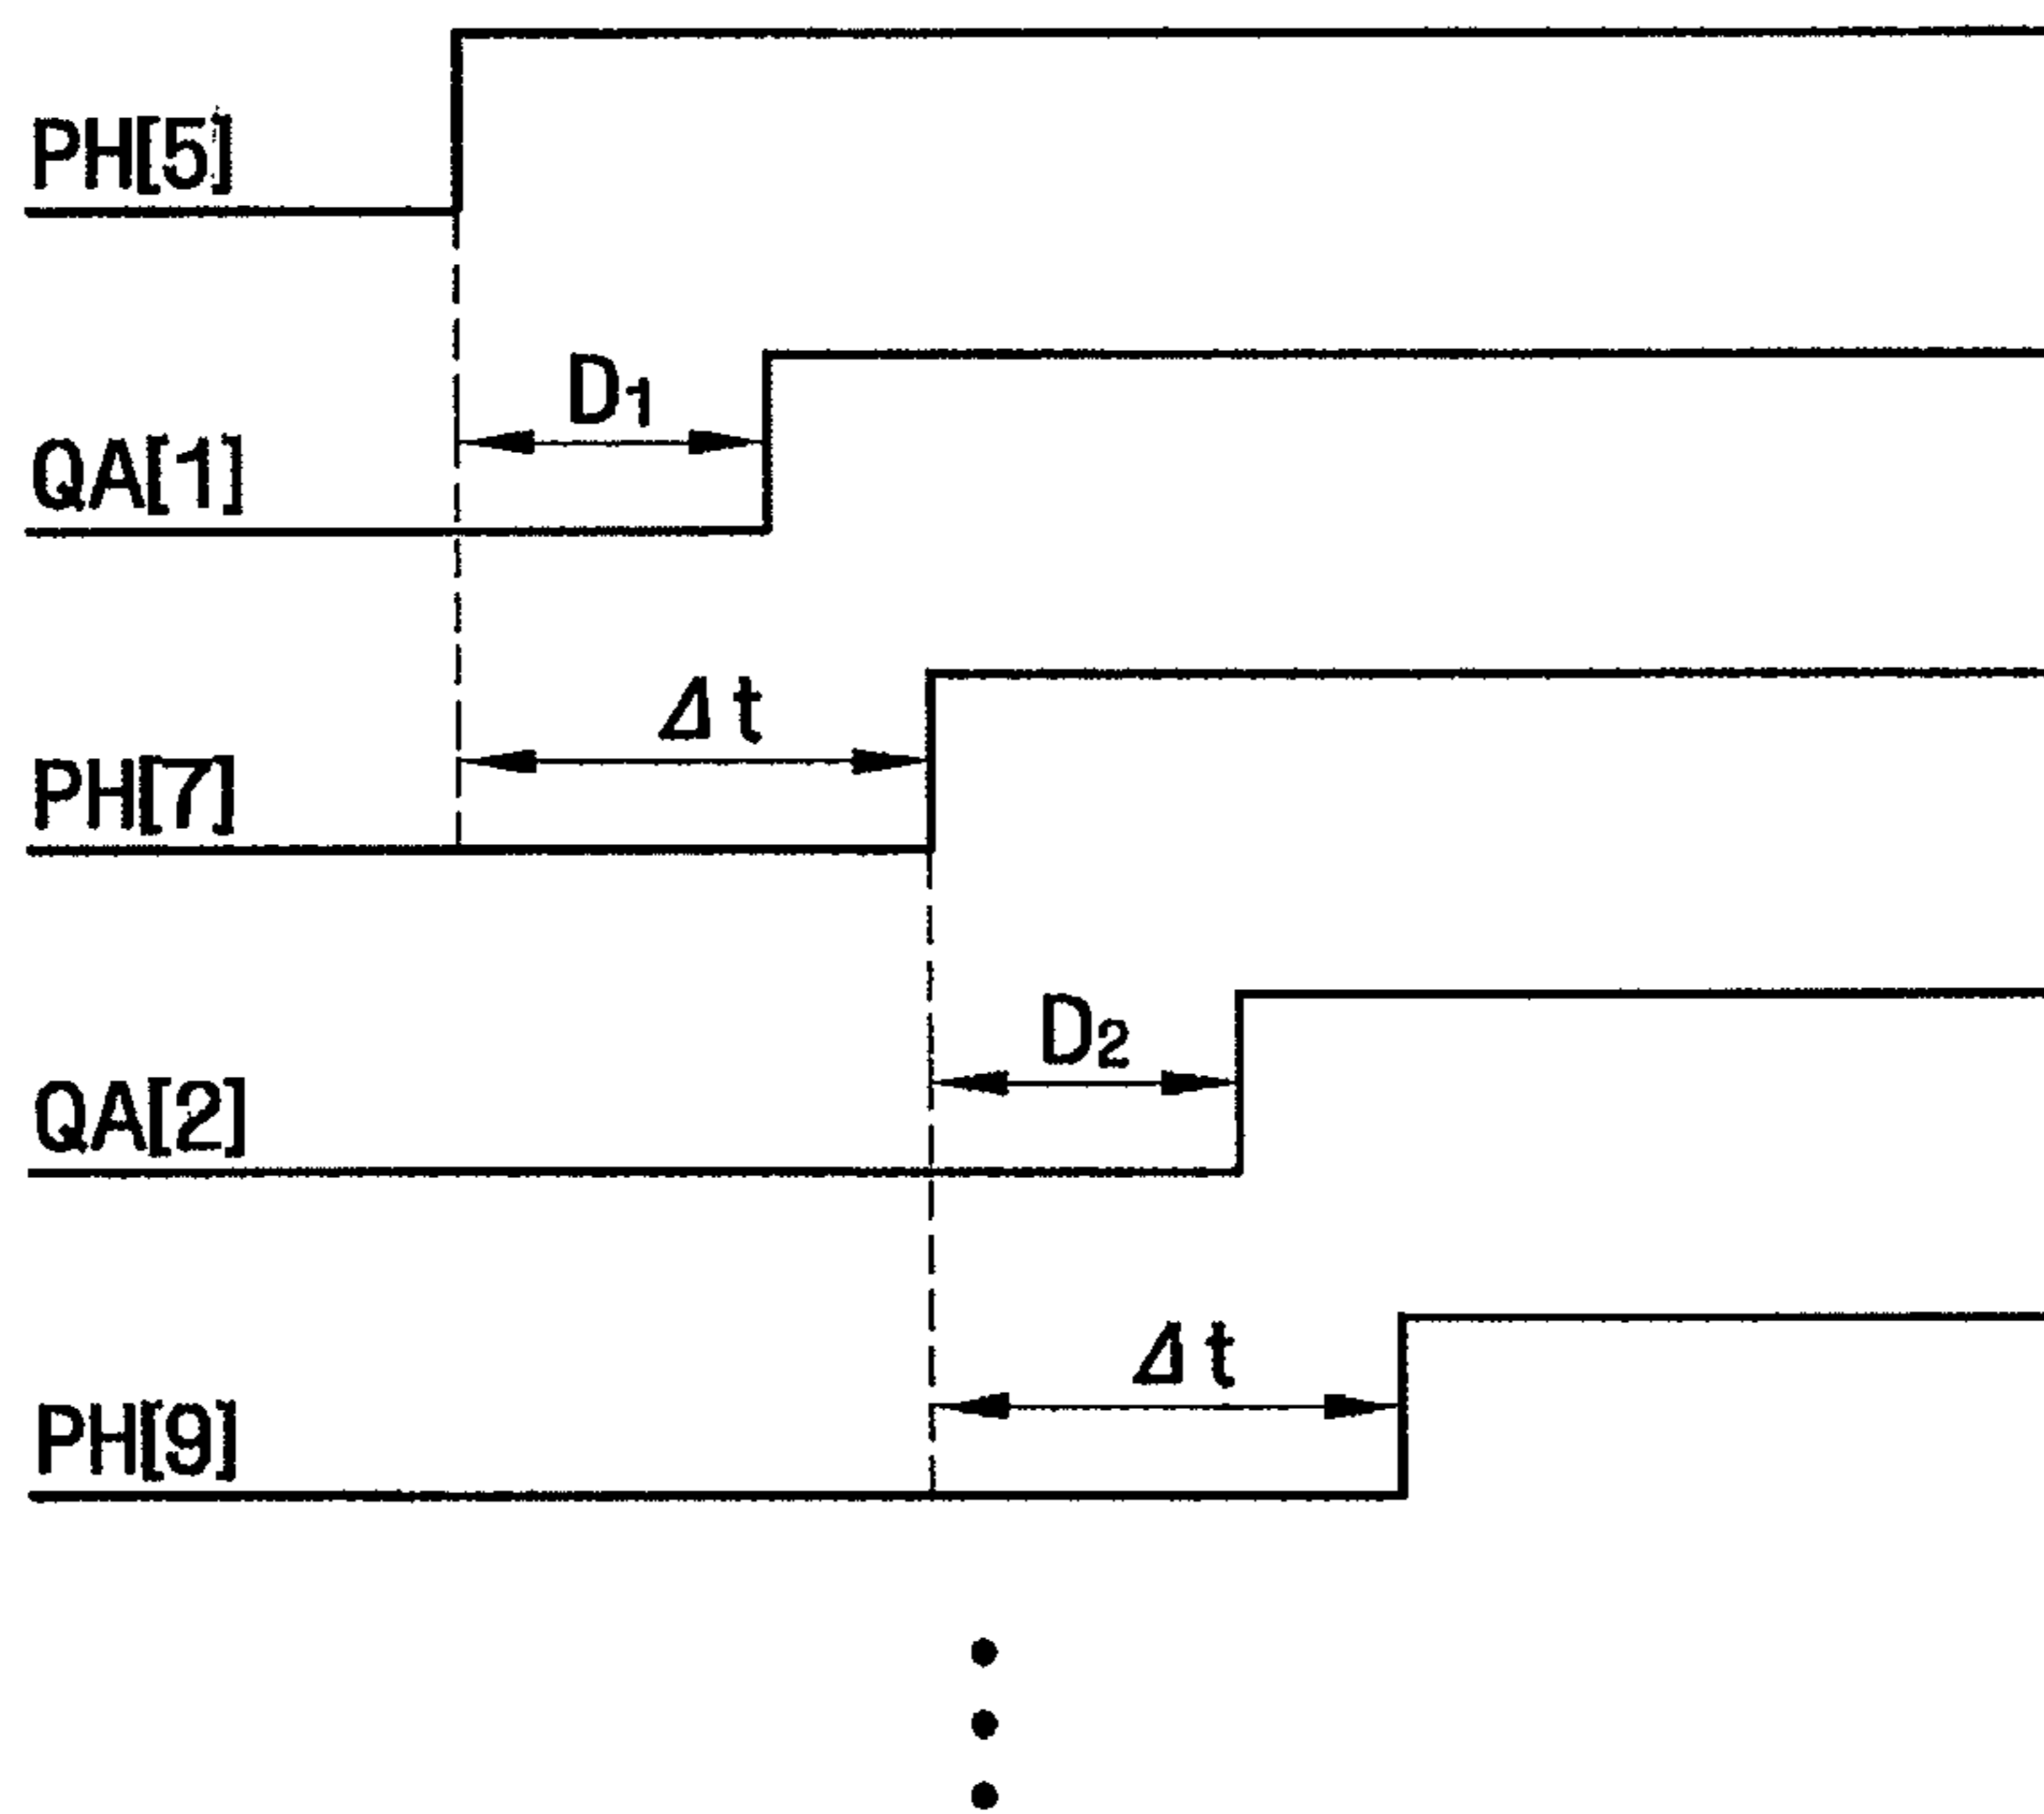 PH[5]
D1
QA[1]
Δt
PH[7]
D2
QA[2]
Δt
PH[9]